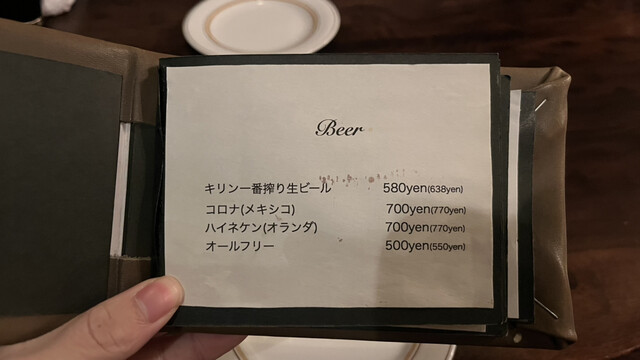 Beer
キリン一番搾り生ビール 580yen(638yen)
コロナ(メキシコ) 700yen(770yen)
ハイネケン(オランダ) 700yen(770yen)
オールフリー 500yen(550yen)